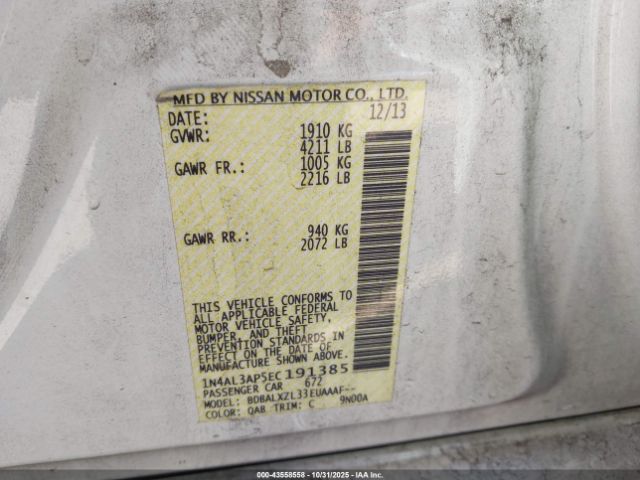 MFD BY NISSAN MOTOR CO., LTD.
DATE: 12/13
GVWR: 1910 KG
4211 LB
GAWR FR.: 1005 KG
2216 LB
GAWR RR.: 940 KG
2072 LB
THIS VEHICLE CONFORMS TO
ALL APPLICABLE FEDERAL
MOTOR VEHICLE SAFETY,
BUMPER, AND THEFT
PREVENTION STANDARDS IN
EFFECT ON THE DATE OF
MANUFACTURE SHOWN ABOVE.
1N4AL3AP5EC191385
PASSENGER CAR 672
MODEL: BDBALXZL33EUAAAF--
COLOR: QAB TRIM: C 9N00A
000-43558558 | 10/31/2025 | IAA Inc.